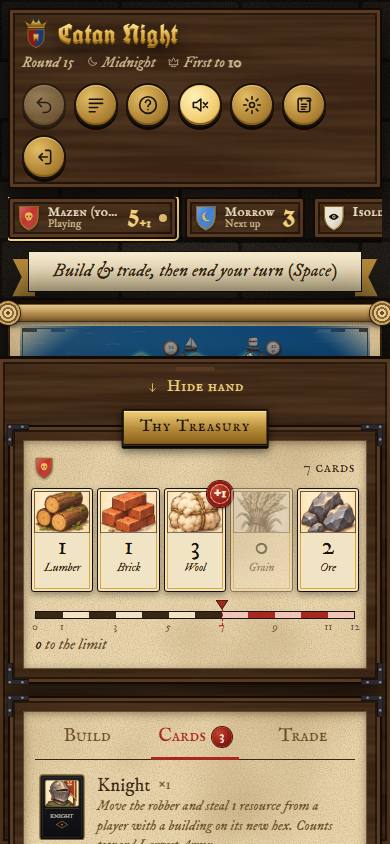 Catan Night
Round 15 Midnight First to 10
Mazen (yo... Playing 5+1
Morrow Next up 3
Isol
Build & trade, then end your turn (Space)
↓ Hide hand
Thy Treasury
7 cards
+1
1 1 3 0 2
Lumber Brick Wool Grain Ore
0 1 3 5 7 9 11 12
0 to the limit
Build Cards 3 Trade
Knight ×1
KNIGHT
Move the robber and steal 1 resource from a
player with a building on its new hex. Counts
toward Largest Army.